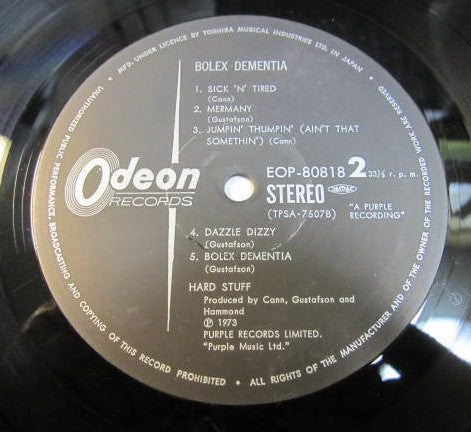 MFD. UNDER LICENCE BY TOSHIBA MUSICAL INDUSTRIES LTD. IN JAPAN •
UNAUTHORIZED PUBLIC PERFORMANCE, BROADCASTING AND COPYING OF THIS RECORD PROHIBITED • ALL RIGHTS OF THE MANUFACTURER AND OF THE OWNER OF THE RECORDED WORK ARE RESERVED
BOLEX DEMENTIA
1. SICK 'N' TIRED
(Cann)
2. MERMANY
(Gustafson)
3. JUMPIN' THUMPIN' (AIN'T THAT
SOMETHIN') (Cann)
Odeon
RECORDS
EOP-80818 2 33⅓ r. p. m.
STEREO
(TPSA-7507B)
"A PURPLE
RECORDING"
4. DAZZLE DIZZY
(Gustafson)
5. BOLEX DEMENTIA
(Gustafson)
HARD STUFF
Produced by Cann, Gustafson and
Hammond
Ⓟ 1973
PURPLE RECORDS LIMITED.
"Purple Music Ltd."